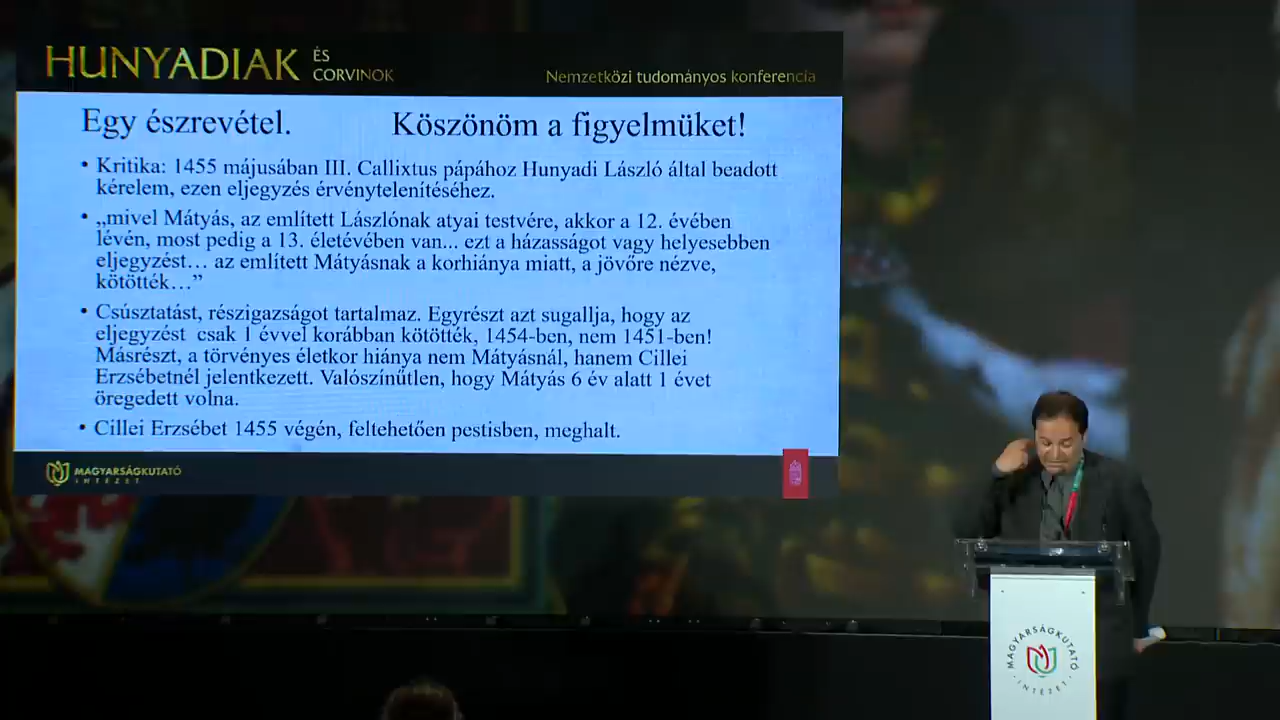 HUNYADIAK ÉS CORVINOK
Nemzetközi tudományos konferencia
Egy észrevétel. Köszönöm a figyelmüket!
• Kritika: 1455 májusában III. Callixtus pápához Hunyadi László által beadott
kérelem, ezen eljegyzés érvénytelenítéséhez.
• „mivel Mátyás, az említett Lászlónak atyai testvére, akkor a 12. évében
lévén, most pedig a 13. életévében van... ezt a házasságot vagy helyesebben
eljegyzést… az említett Mátyásnak a korhiánya miatt, a jövőre nézve,
kötötték…”
• Csúsztatást, részigazságot tartalmaz. Egyrészt azt sugallja, hogy az
eljegyzést csak 1 évvel korábban kötötték, 1454-ben, nem 1451-ben!
Másrészt, a törvényes életkor hiánya nem Mátyásnál, hanem Cillei
Erzsébetnél jelentkezett. Valószínűtlen, hogy Mátyás 6 év alatt 1 évet
öregedett volna.
• Cillei Erzsébet 1455 végén, feltehetően pestisben, meghalt.
MAGYARSÁGKUTATÓ
INTÉZET
MAGYARSÁGKUTATÓ
INTÉZET